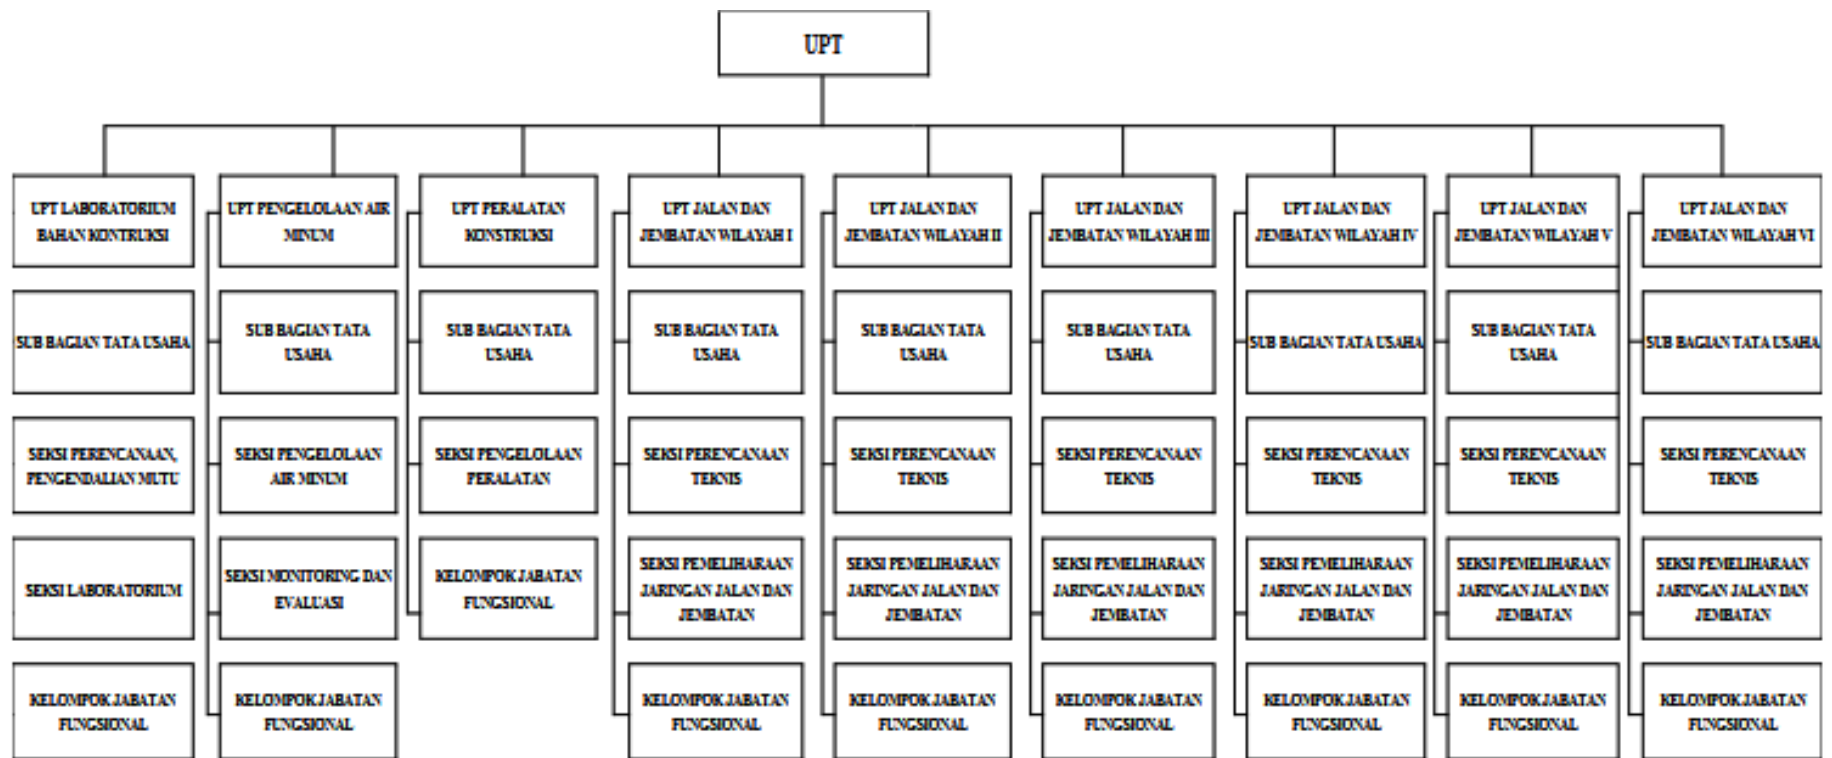 UPT
UPT LABORATORIUM
BAHAN KONTRUKSI
UPT PENGELOLAAN AIR
MINUM
UPT PERALATAN
KONSTRUKSI
UPT JALAN DAN
JEMBATAN WILAYAH I
UPT JALAN DAN
JEMBATAN WILAYAH II
UPT JALAN DAN
JEMBATAN WILAYAH III
UPT JALAN DAN
JEMBATAN WILAYAH IV
UPT JALAN DAN
JEMBATAN WILAYAH V
UPT JALAN DAN
JEMBATAN WILAYAH VI
SUB BAGIAN TATA USAHA
SUB BAGIAN TATA
USAHA
SUB BAGIAN TATA
USAHA
SUB BAGIAN TATA
USAHA
SUB BAGIAN TATA
USAHA
SUB BAGIAN TATA
USAHA
SUB BAGIAN TATA USAHA
SUB BAGIAN TATA
USAHA
SUB BAGIAN TATA USAHA
SEKSI PERENCANAAN,
PENGENDALIAN MUTU
SEKSI PENGELOLAAN
AIR MINUM
SEKSI PENGELOLAAN
PERALATAN
SEKSI PERENCANAAN
TEKNIS
SEKSI PERENCANAAN
TEKNIS
SEKSI PERENCANAAN
TEKNIS
SEKSI PERENCANAAN
TEKNIS
SEKSI PERENCANAAN
TEKNIS
SEKSI PERENCANAAN
TEKNIS
SEKSI LABORATORIUM
SEKSI MONITORING DAN
EVALUASI
KELOMPOK JABATAN
FUNGSIONAL
SEKSI PEMELIHARAAN
JARINGAN JALAN DAN
JEMBATAN
SEKSI PEMELIHARAAN
JARINGAN JALAN DAN
JEMBATAN
SEKSI PEMELIHARAAN
JARINGAN JALAN DAN
JEMBATAN
SEKSI PEMELIHARAAN
JARINGAN JALAN DAN
JEMBATAN
SEKSI PEMELIHARAAN
JARINGAN JALAN DAN
JEMBATAN
SEKSI PEMELIHARAAN
JARINGAN JALAN DAN
JEMBATAN
KELOMPOK JABATAN
FUNGSIONAL
KELOMPOK JABATAN
FUNGSIONAL
KELOMPOK JABATAN
FUNGSIONAL
KELOMPOK JABATAN
FUNGSIONAL
KELOMPOK JABATAN
FUNGSIONAL
KELOMPOK JABATAN
FUNGSIONAL
KELOMPOK JABATAN
FUNGSIONAL
KELOMPOK JABATAN
FUNGSIONAL